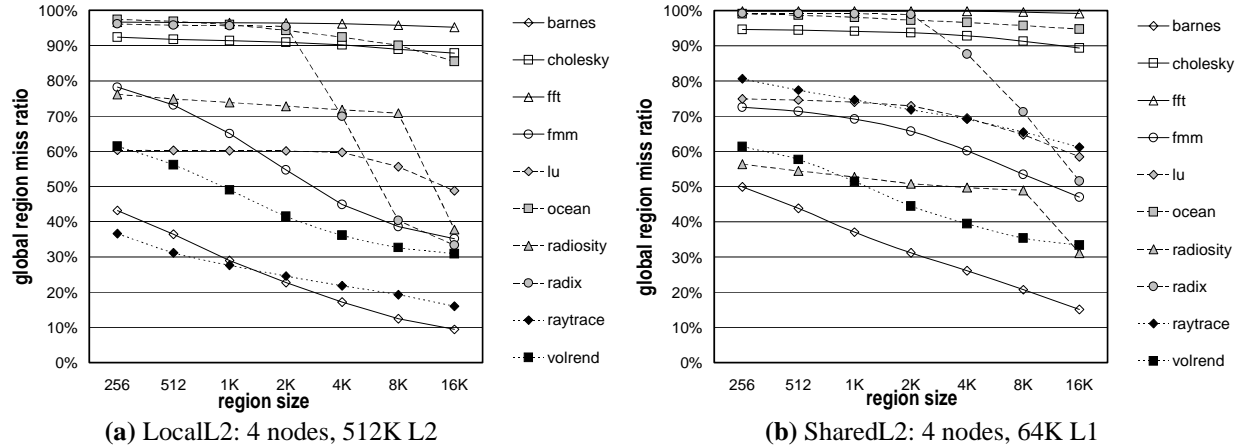 100%
90%
80%
70%
60%
50%
40%
30%
20%
10%
0%
global region miss ratio
256 512 1K 2K 4K 8K 16K
region size
barnes
cholesky
fft
fmm
lu
ocean
radiosity
radix
raytrace
volrend
(a) LocalL2: 4 nodes, 512K L2
100%
90%
80%
70%
60%
50%
40%
30%
20%
10%
0%
global region miss ratio
256 512 1K 2K 4K 8K 16K
region size
barnes
cholesky
fft
fmm
lu
ocean
radiosity
radix
raytrace
volrend
(b) SharedL2: 4 nodes, 64K L1